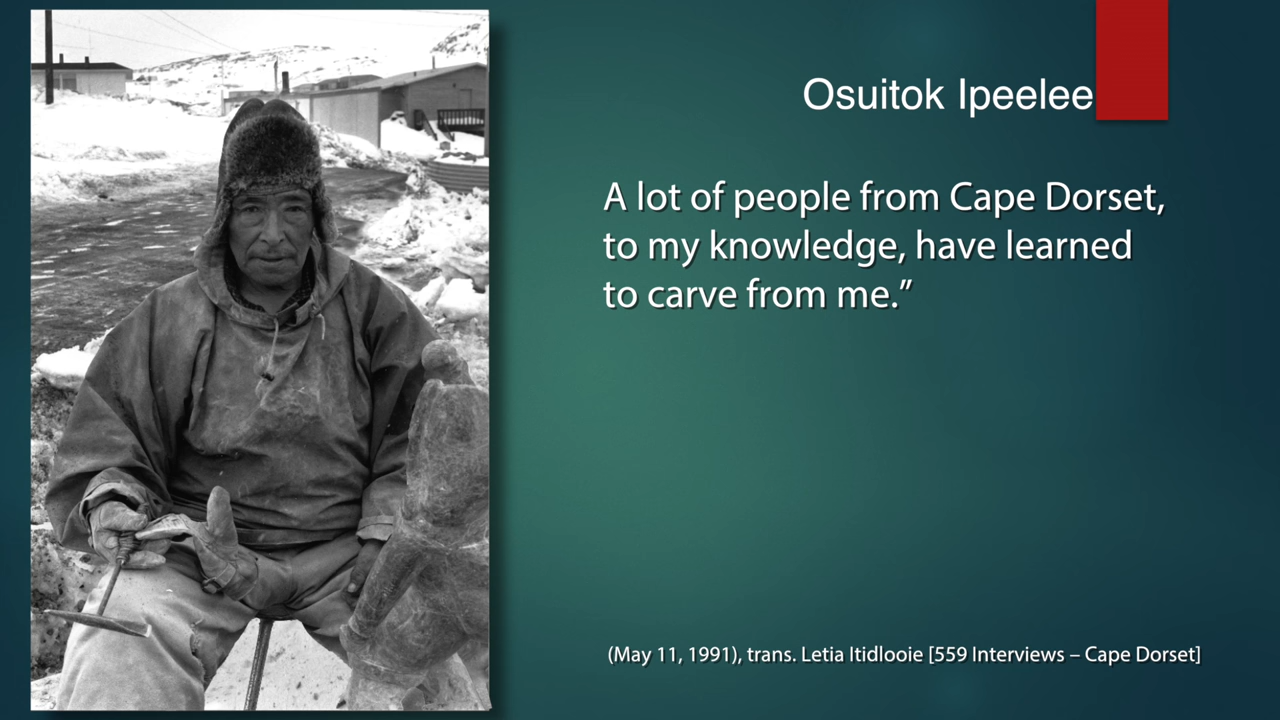 Osuitok Ipeelee
A lot of people from Cape Dorset,
to my knowledge, have learned
to carve from me.”
(May 11, 1991), trans. Letia Itidlooie [559 Interviews – Cape Dorset]